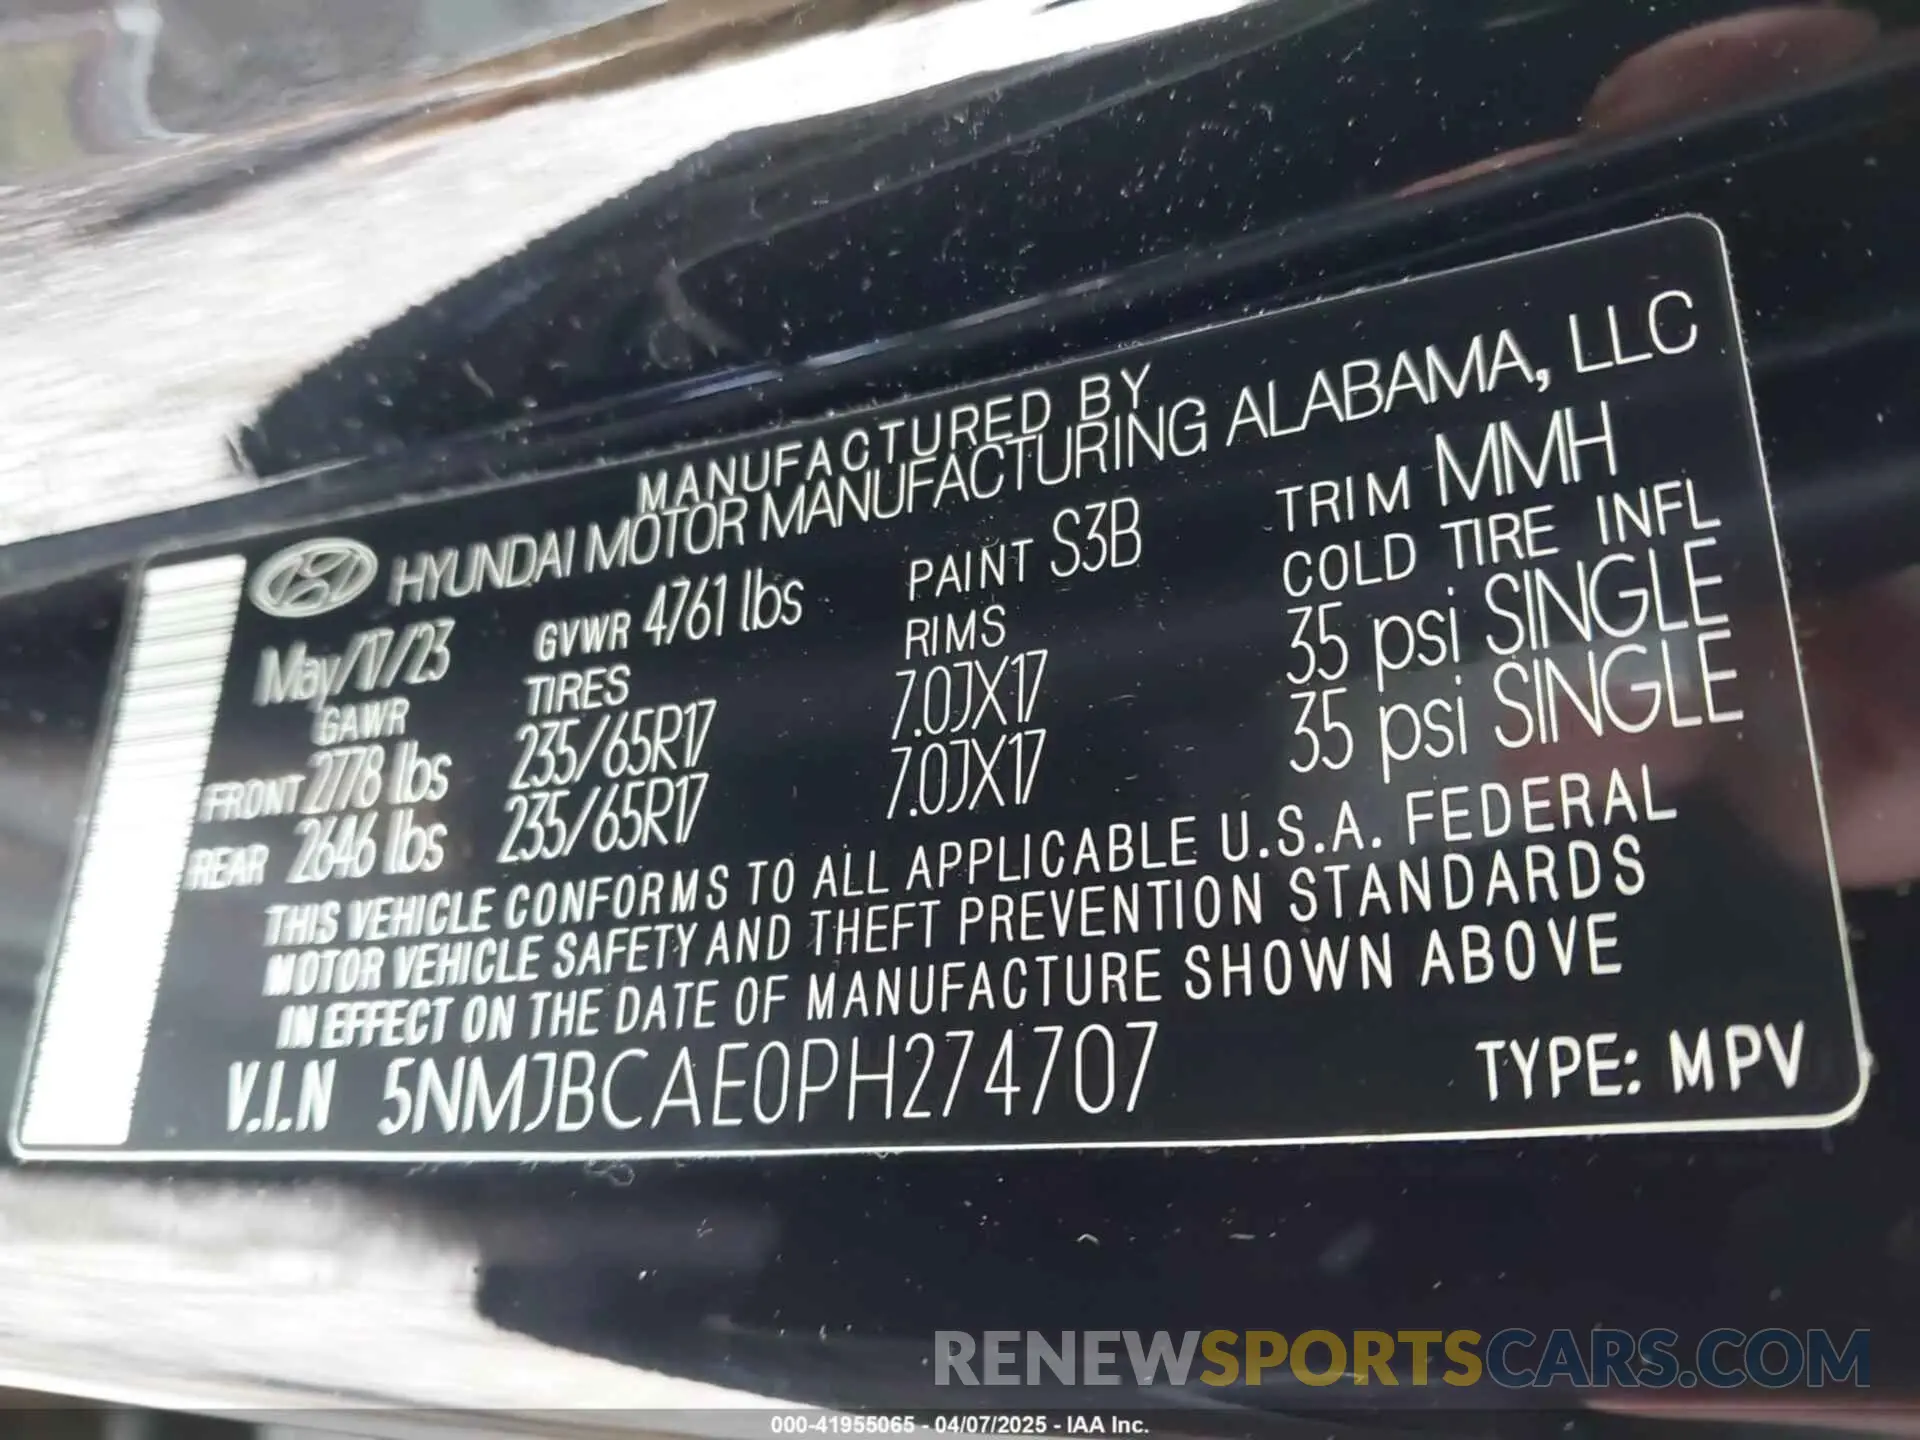 MANUFACTURED BY
HYUNDAI MOTOR MANUFACTURING ALABAMA, LLC
May/17/23 GVWR 4761 lbs PAINT S3B TRIM MMH
GAWR TIRES RIMS COLD TIRE INFL
FRONT 2778 lbs 235/65R17 7.0JX17 35 psi SINGLE
REAR 2646 lbs 235/65R17 7.0JX17 35 psi SINGLE
THIS VEHICLE CONFORMS TO ALL APPLICABLE U.S.A. FEDERAL
MOTOR VEHICLE SAFETY AND THEFT PREVENTION STANDARDS
IN EFFECT ON THE DATE OF MANUFACTURE SHOWN ABOVE
V.I.N 5NMJBCAE0PH274707 TYPE: MPV
RENEWSPORTSCARS.COM
000-41955065 - 04/07/2025 - IAA Inc.